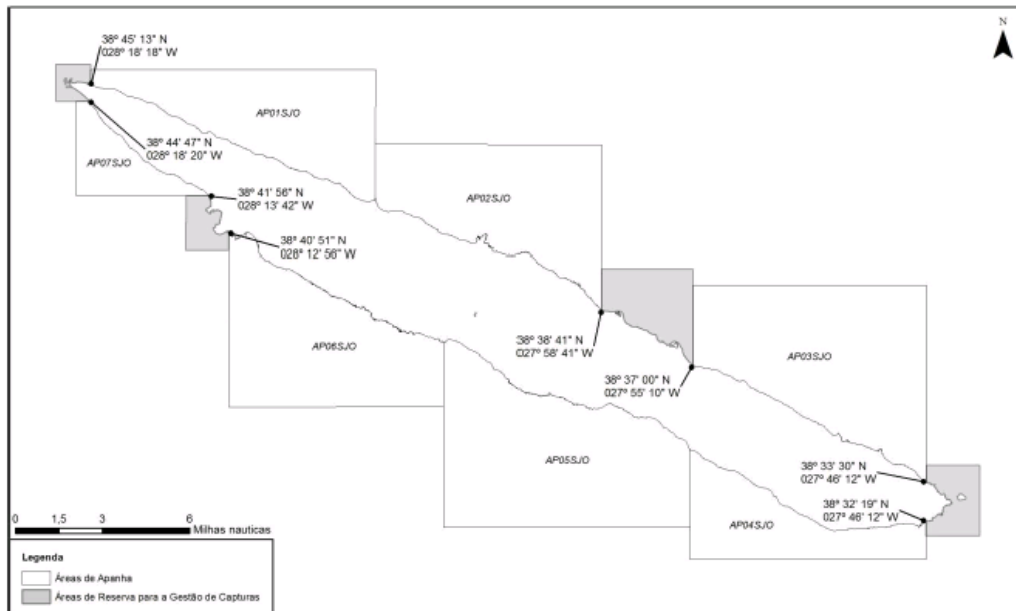 N
38º 45' 13" N
028º 18' 18" W
AP01SJO
38º 44' 47" N
028º 18' 20" W
AP07SJO
AP02SJO
38º 41' 56" N
028º 13' 42" W
38º 40' 51" N
028º 12' 56" W
38º 38' 41" N
027º 58' 41" W
AP06SJO
AP03SJO
38º 37' 00" N
027º 55' 10" W
AP05SJO
38º 33' 30" N
027º 46' 12" W
38º 32' 19" N
027º 46' 12" W
AP04SJO
0 1,5 3 6
Milhas nauticas
Legenda
Áreas de Apanha
Áreas de Reserva para a Gestão de Capturas